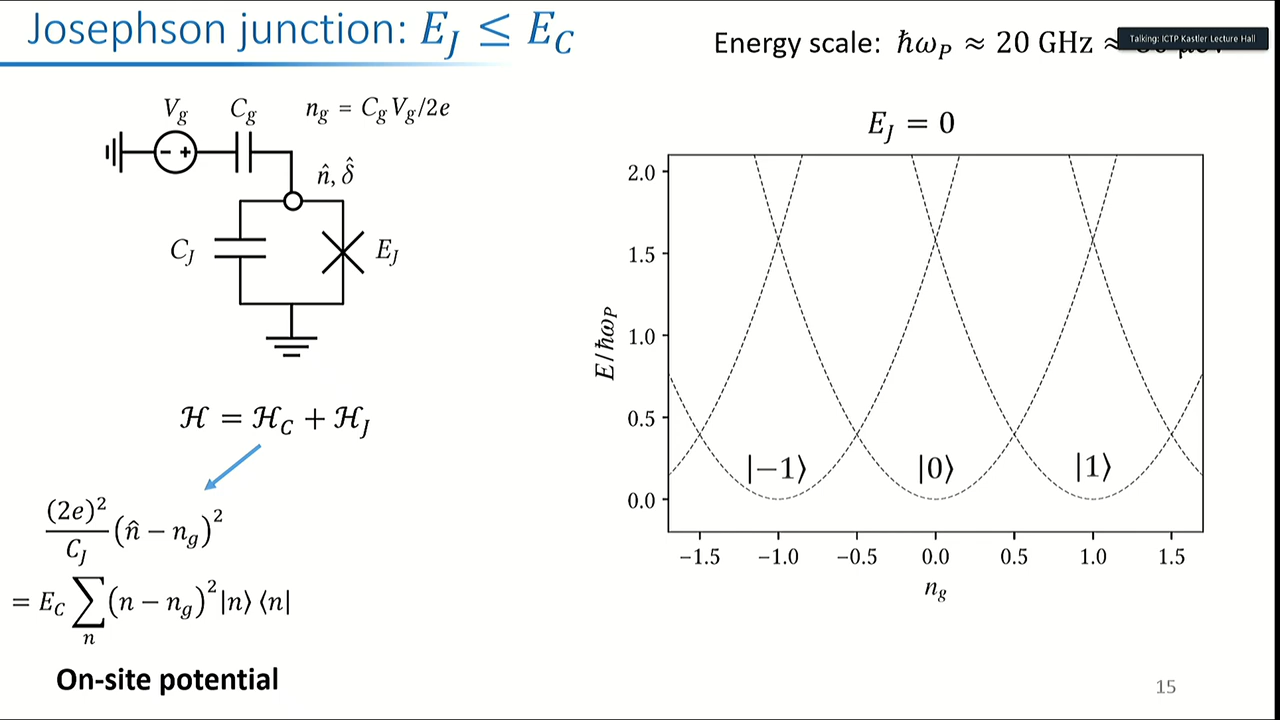 Josephson junction: E_J ≤ E_C
Energy scale: ℏω_P ≈ 20 GHz ≈
Talking: ICTP Kastler Lecture Hall
V_g C_g n_g = C_g V_g/2e
n̂, δ̂
C_J E_J
ℋ = ℋ_C + ℋ_J
(2e)²/C_J (n̂ − n_g)²
= E_C ∑_n (n − n_g)² |n⟩ ⟨n|
On-site potential
E_J = 0
E/ℏω_P
2.0
1.5
1.0
0.5
0.0
|−1⟩ |0⟩ |1⟩
−1.5 −1.0 −0.5 0.0 0.5 1.0 1.5
n_g
15